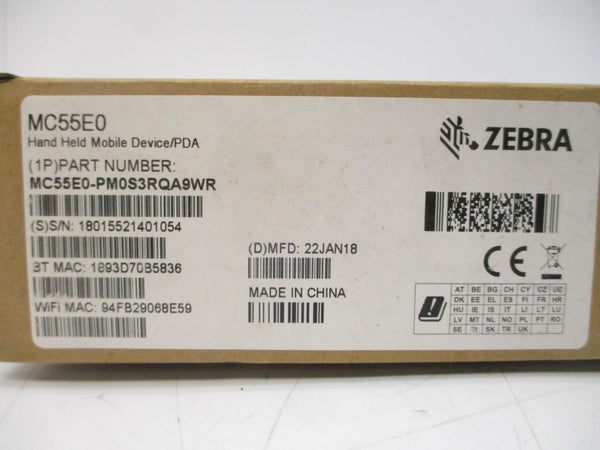 MC55E0
Hand Held Mobile Device/PDA
ZEBRA
(1P)PART NUMBER:
MC55E0-PM0S3RQA9WR
(S)S/N: 18015521401054
(D)MFD: 22JAN18
BT MAC: 1893D70B5836
MADE IN CHINA
WiFi MAC: 94FB29068E59
CE
AT BE BG CH CY CZ
DK EE EL ES FI FR HR
HU IE IS IT LI LT LU
LV MT NL NO PL PT RO
SE SI SK TR UK